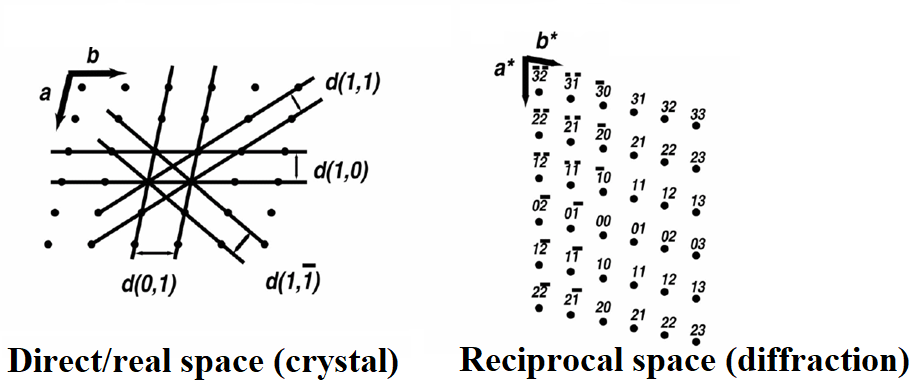 b
a
d(1,1)
d(1,0)
d(0,1)
d(1,1̄)
Direct/real space (crystal)
b*
a*
3̄2̄ 3̄1̄ 3̄0 31 32 33
2̄2̄ 2̄1̄ 2̄0 21 22 23
1̄2̄ 1̄1̄ 1̄0 11 12 13
02̄ 01̄ 00 01 02 03
12̄ 11̄ 10 11 12 13
22̄ 21̄ 20 21 22 23
Reciprocal space (diffraction)